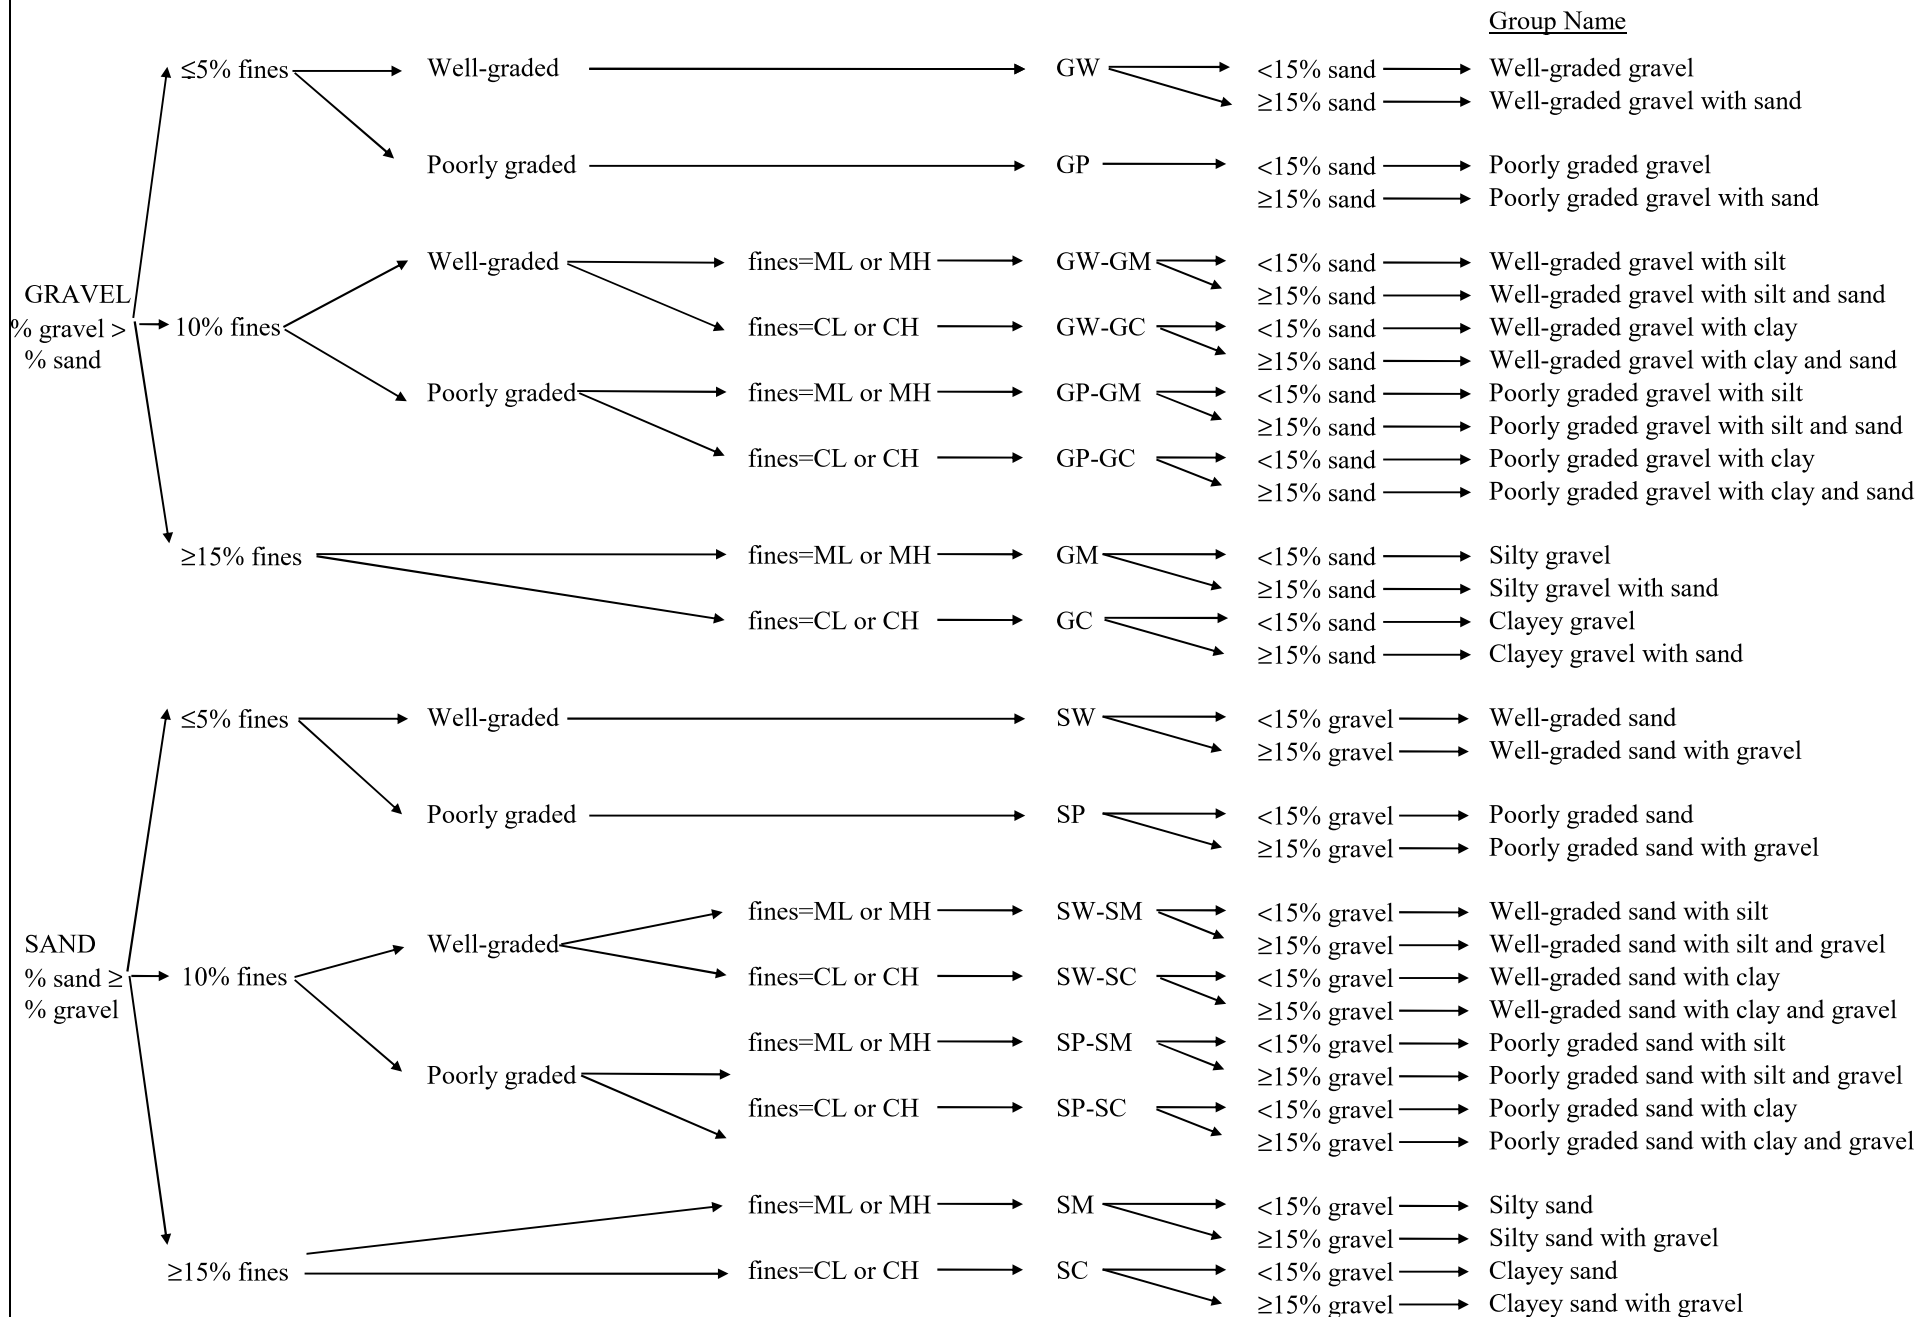 Group Name
≤5% fines Well-graded GW <15% sand Well-graded gravel
≥15% sand Well-graded gravel with sand
Poorly graded GP <15% sand Poorly graded gravel
≥15% sand Poorly graded gravel with sand
Well-graded fines=ML or MH GW-GM <15% sand Well-graded gravel with silt
GRAVEL ≥15% sand Well-graded gravel with silt and sand
% gravel > 10% fines fines=CL or CH GW-GC <15% sand Well-graded gravel with clay
% sand ≥15% sand Well-graded gravel with clay and sand
Poorly graded fines=ML or MH GP-GM <15% sand Poorly graded gravel with silt
≥15% sand Poorly graded gravel with silt and sand
fines=CL or CH GP-GC <15% sand Poorly graded gravel with clay
≥15% sand Poorly graded gravel with clay and sand
≥15% fines fines=ML or MH GM <15% sand Silty gravel
≥15% sand Silty gravel with sand
fines=CL or CH GC <15% sand Clayey gravel
≥15% sand Clayey gravel with sand
≤5% fines Well-graded SW <15% gravel Well-graded sand
≥15% gravel Well-graded sand with gravel
Poorly graded SP <15% gravel Poorly graded sand
≥15% gravel Poorly graded sand with gravel
fines=ML or MH SW-SM <15% gravel Well-graded sand with silt
SAND Well-graded ≥15% gravel Well-graded sand with silt and gravel
% sand ≥ 10% fines fines=CL or CH SW-SC <15% gravel Well-graded sand with clay
% gravel ≥15% gravel Well-graded sand with clay and gravel
fines=ML or MH SP-SM <15% gravel Poorly graded sand with silt
Poorly graded ≥15% gravel Poorly graded sand with silt and gravel
fines=CL or CH SP-SC <15% gravel Poorly graded sand with clay
≥15% gravel Poorly graded sand with clay and gravel
fines=ML or MH SM <15% gravel Silty sand
≥15% gravel Silty sand with gravel
≥15% fines fines=CL or CH SC <15% gravel Clayey sand
≥15% gravel Clayey sand with gravel